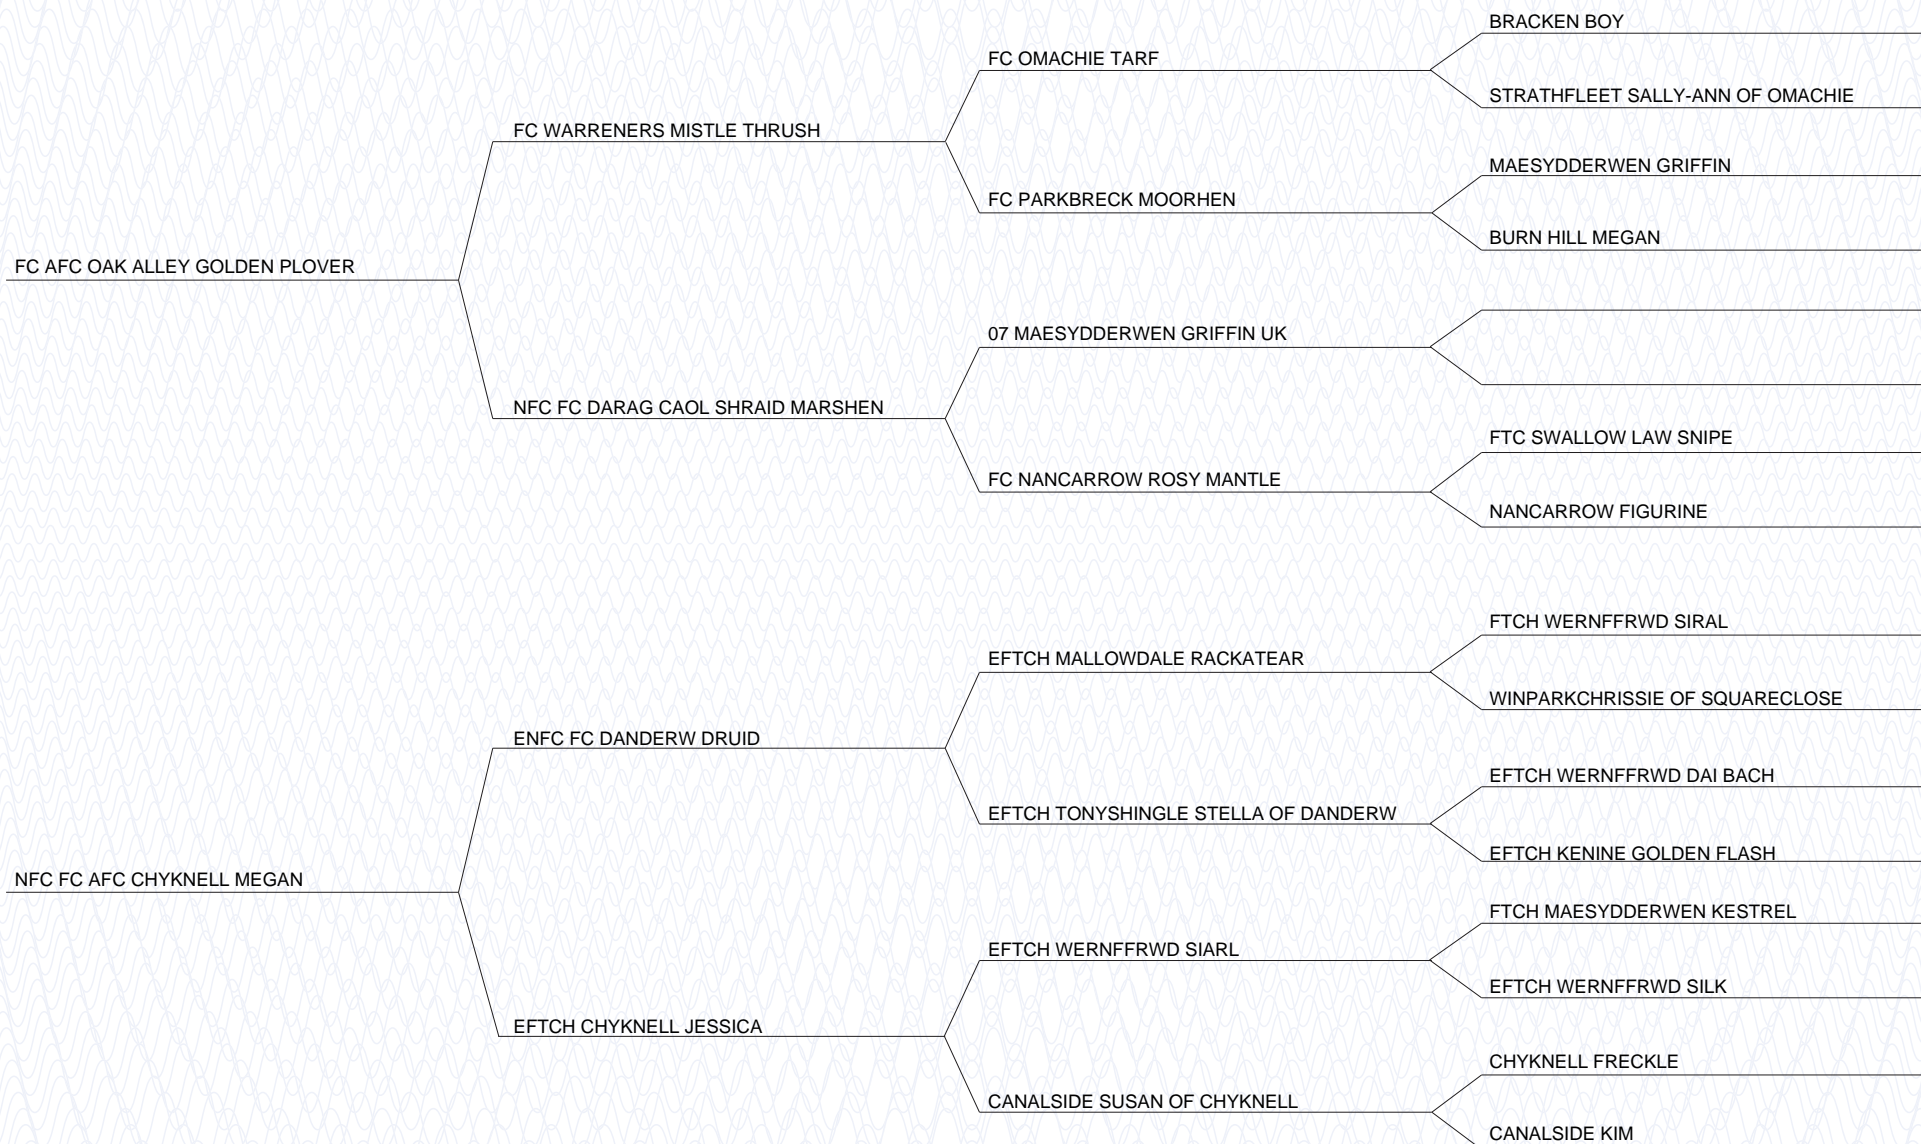 BRACKEN BOY
FC OMACHIE TARF
STRATHFLEET SALLY-ANN OF OMACHIE
FC WARRENERS MISTLE THRUSH
MAESYDDERWEN GRIFFIN
FC PARKBRECK MOORHEN
BURN HILL MEGAN
FC AFC OAK ALLEY GOLDEN PLOVER
07 MAESYDDERWEN GRIFFIN UK
NFC FC DARAG CAOL SHRAID MARSHEN
FTC SWALLOW LAW SNIPE
FC NANCARROW ROSY MANTLE
NANCARROW FIGURINE
FTCH WERNFFRWD SIRAL
EFTCH MALLOWDALE RACKATEAR
WINPARKCHRISSIE OF SQUARECLOSE
ENFC FC DANDERW DRUID
EFTCH WERNFFRWD DAI BACH
EFTCH TONYSHINGLE STELLA OF DANDERW
EFTCH KENINE GOLDEN FLASH
NFC FC AFC CHYKNELL MEGAN
FTCH MAESYDDERWEN KESTREL
EFTCH WERNFFRWD SIARL
EFTCH WERNFFRWD SILK
EFTCH CHYKNELL JESSICA
CHYKNELL FRECKLE
CANALSIDE SUSAN OF CHYKNELL
CANALSIDE KIM